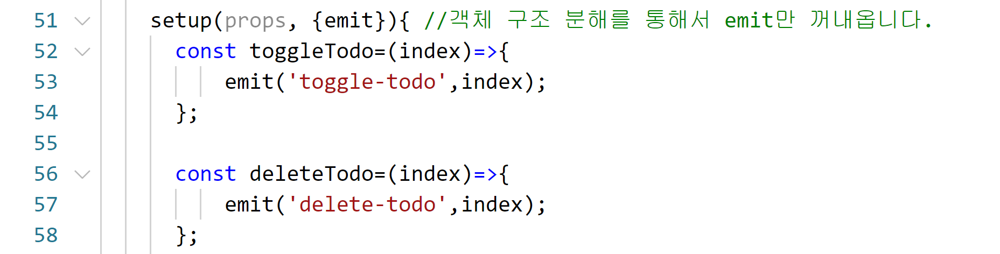 51 setup(props, {emit}){ //객체 구조 분해를 통해서 emit만 꺼내옵니다.
52 const toggleTodo=(index)=>{
53 emit('toggle-todo',index);
54 };
55
56 const deleteTodo=(index)=>{
57 emit('delete-todo',index);
58 };